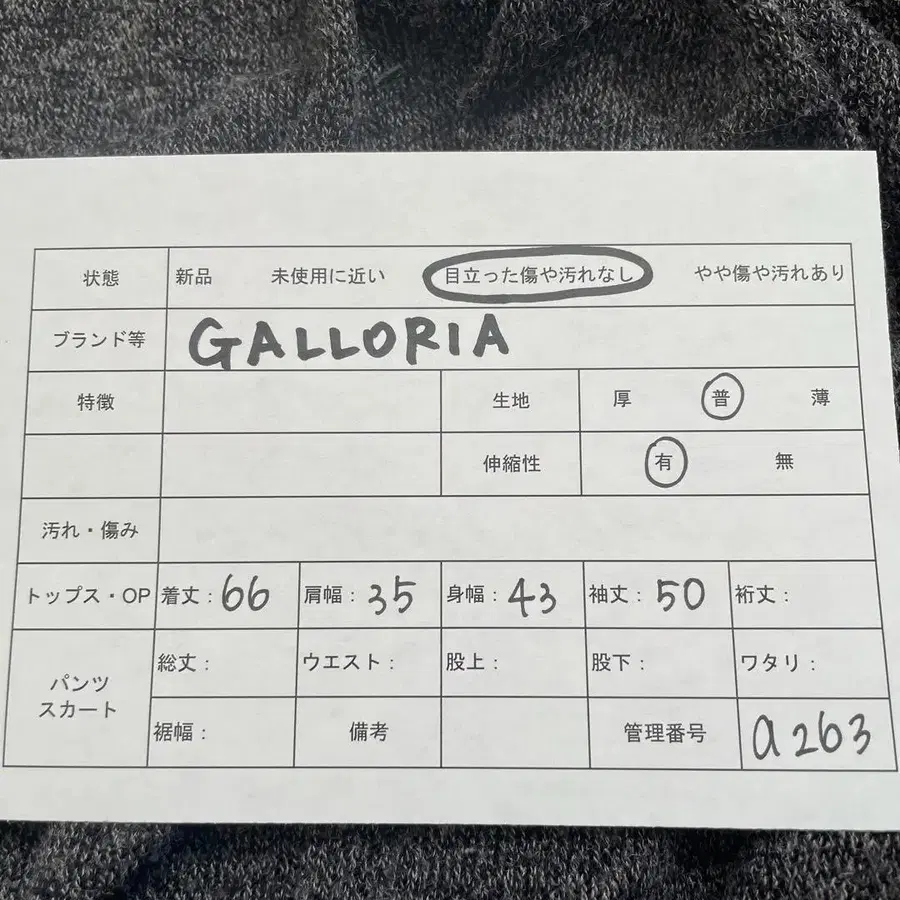 状態 新品 未使用に近い 目立った傷や汚れなし やや傷や汚れあり
ブランド等 GALLORIA
特徴 生地 厚 普 薄
伸縮性 有 無
汚れ・傷み
トップス・OP 着丈：66 肩幅：35 身幅：43 袖丈：50 裄丈：
パンツ
スカート
総丈： ウエスト： 股上： 股下： ワタリ：
裾幅： 備考 管理番号 a263